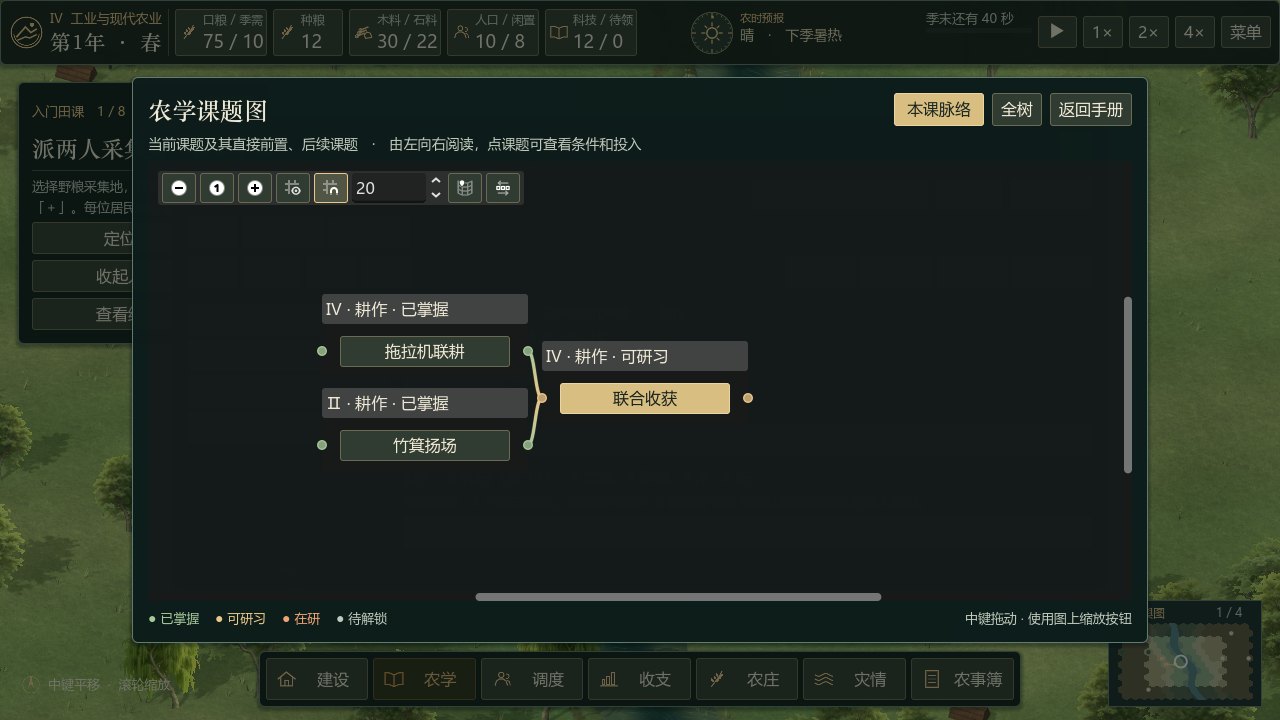 IV 工业与现代农业
第1年 · 春
口粮 / 季需
75 / 10
种粮
12
木料 / 石料
30 / 22
人口 / 闲置
10 / 8
科技 / 待领
12 / 0
农时预报
晴 · 下季暑热
季末还有 40 秒
1×
2×
4×
菜单
入门田课 1 / 8
派两人采集
选择野粮采集地，
「+」。每位居民
定位
收起
查看
农学课题图
本课脉络
全树
返回手册
当前课题及其直接前置、后续课题 · 由左向右阅读，点课题可查看条件和投入
20
IV · 耕作 · 已掌握
拖拉机联耕
IV · 耕作 · 可研习
联合收获
II · 耕作 · 已掌握
竹箕扬场
已掌握
可研习
在研
待解锁
中键拖动 · 使用图上缩放按钮
舆图
1 / 4
中键平移 · 滚轮缩放
建设
农学
调度
收支
农庄
灾情
农事簿